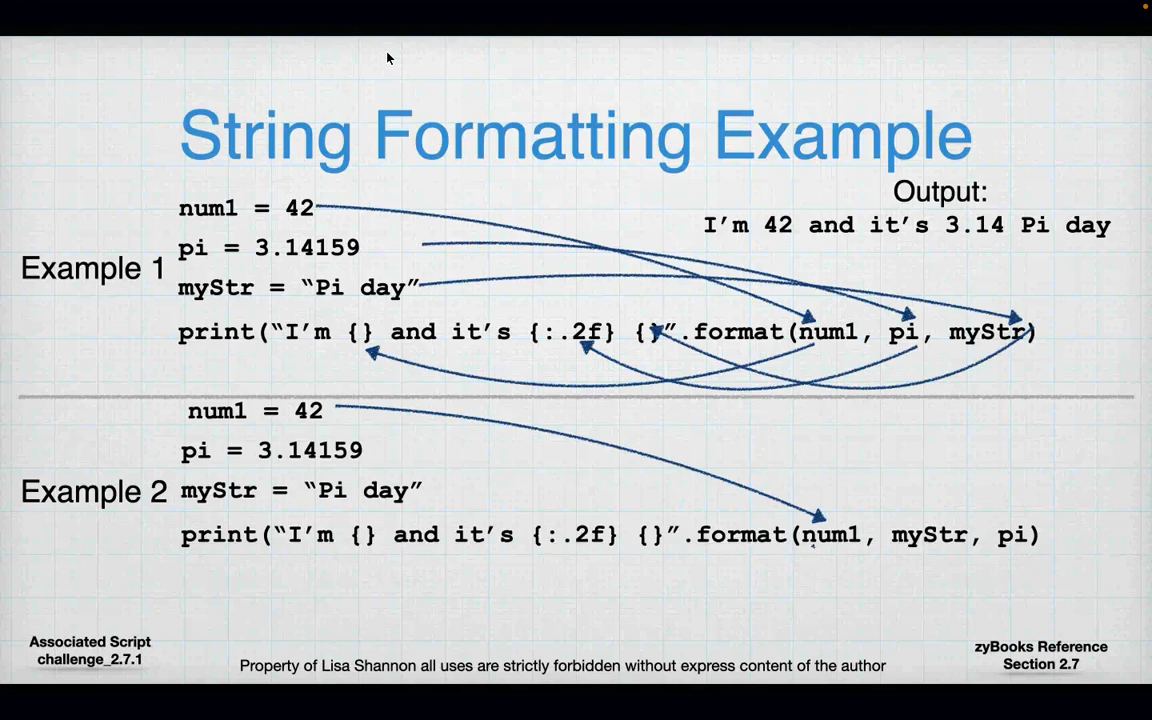 String Formatting Example
Output:
I’m 42 and it’s 3.14 Pi day
Example 1
num1 = 42
pi = 3.14159
myStr = “Pi day”
print(“I’m {} and it’s {:.2f} {}”.format(num1, pi, myStr)
Example 2
num1 = 42
pi = 3.14159
myStr = “Pi day”
print(“I’m {} and it’s {:.2f} {}”.format(num1, myStr, pi)
Associated Script
challenge_2.7.1
Property of Lisa Shannon all uses are strictly forbidden without express content of the author
zyBooks Reference
Section 2.7